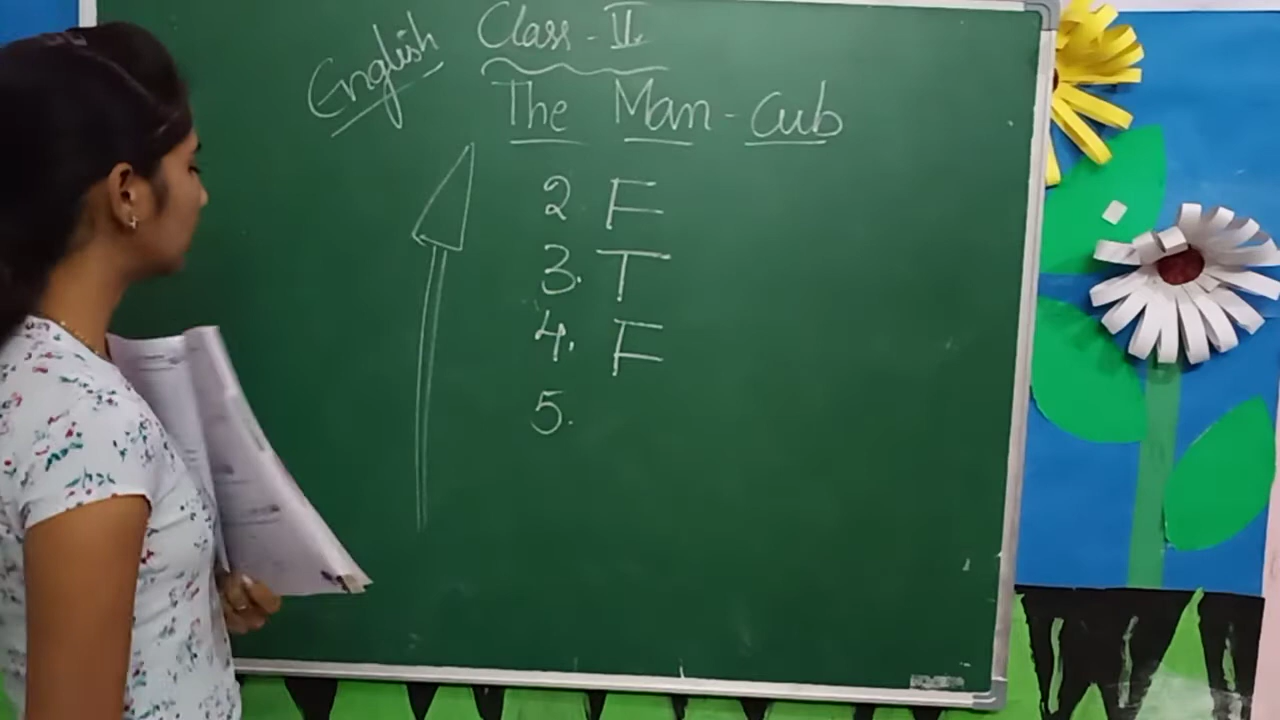 English Class - II.
The Man - Cub
2 F
3. T
4. F
5.